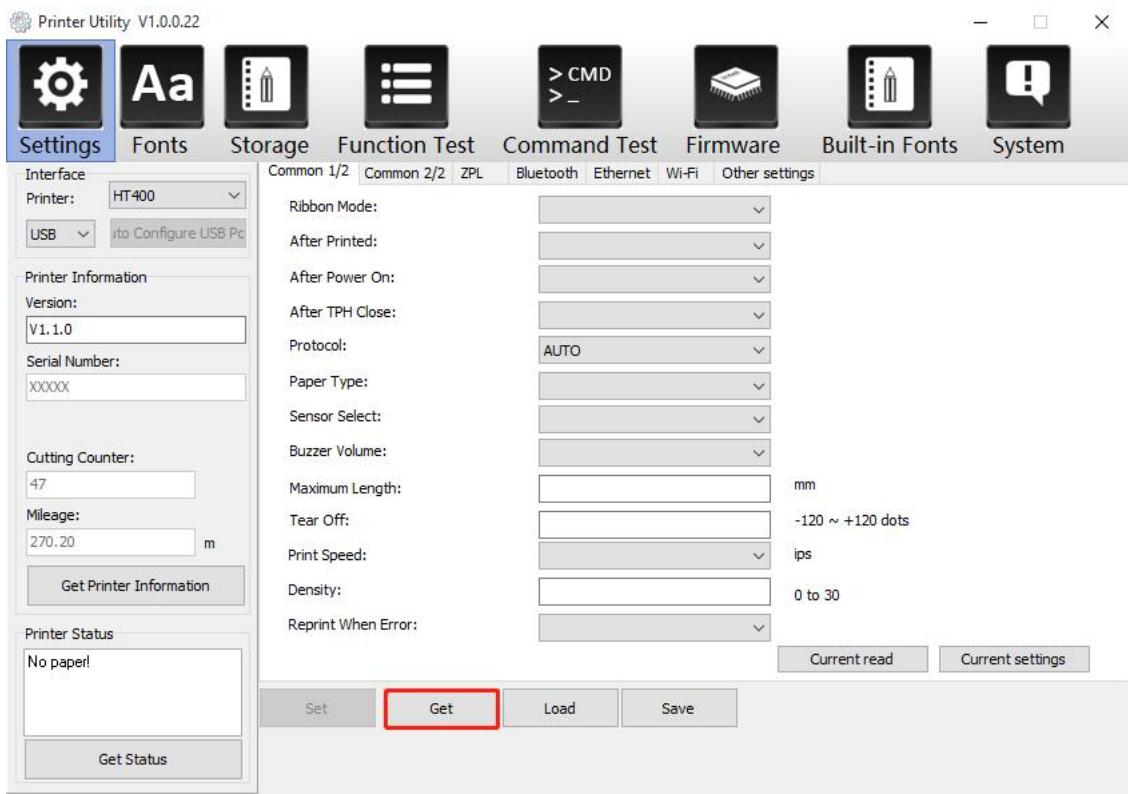 Printer Utility V1.0.0.22
Aa
> CMD
>_
Settings Fonts Storage Function Test Command Test Firmware Built-in Fonts System
Interface
Printer: HT400
USB uto Configure USB Po
Printer Information
Version:
V1.1.0
Serial Number:
XXXXX
Cutting Counter:
47
Mileage:
270.20 m
Get Printer Information
Printer Status
No paper!
Get Status
Common 1/2 Common 2/2 ZPL Bluetooth Ethernet Wi-Fi Other settings
Ribbon Mode:
After Printed:
After Power On:
After TPH Close:
Protocol: AUTO
Paper Type:
Sensor Select:
Buzzer Volume:
Maximum Length: mm
Tear Off: -120 ~ +120 dots
Print Speed: ips
Density: 0 to 30
Reprint When Error:
Current read Current settings
Set Get Load Save